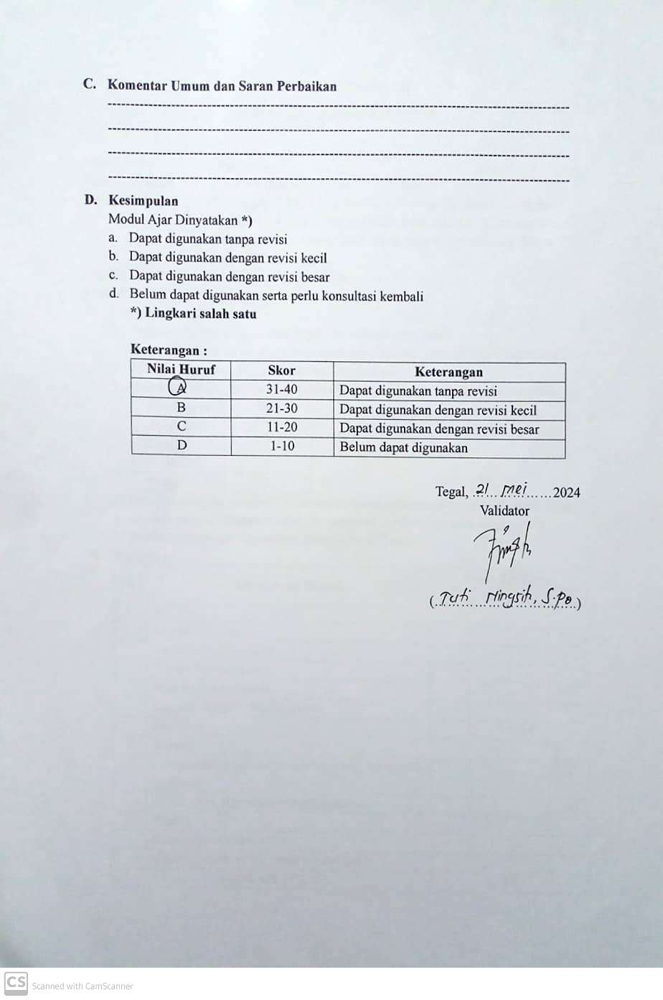 C. Komentar Umum dan Saran Perbaikan
D. Kesimpulan
Modul Ajar Dinyatakan *)
a. Dapat digunakan tanpa revisi
b. Dapat digunakan dengan revisi kecil
c. Dapat digunakan dengan revisi besar
d. Belum dapat digunakan serta perlu konsultasi kembali
*) Lingkari salah satu
Keterangan :
Nilai Huruf Skor Keterangan
A 31-40 Dapat digunakan tanpa revisi
B 21-30 Dapat digunakan dengan revisi kecil
C 11-20 Dapat digunakan dengan revisi besar
D 1-10 Belum dapat digunakan
Tegal, 21 Mei 2024
Validator
(Tuti Ningsih, S.Pd)
CS Scanned with CamScanner